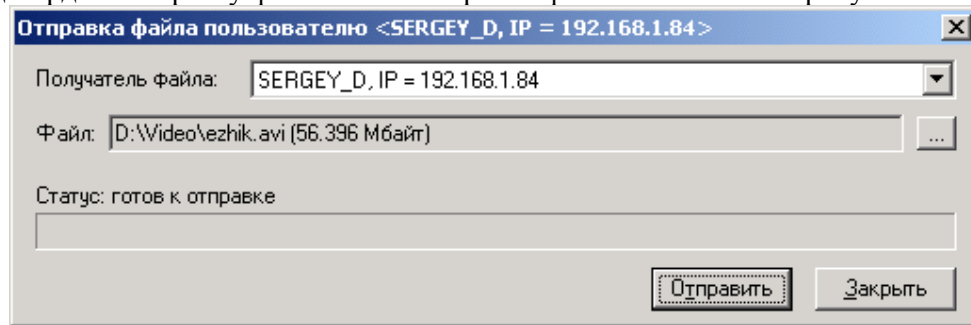 Отправка файла пользователю <SERGEY_D, IP = 192.168.1.84>
Получатель файла: SERGEY_D, IP = 192.168.1.84
Файл: D:\Video\ezhik.avi (56.396 Мбайт) ...
Статус: готов к отправке
Отправить Закрыть